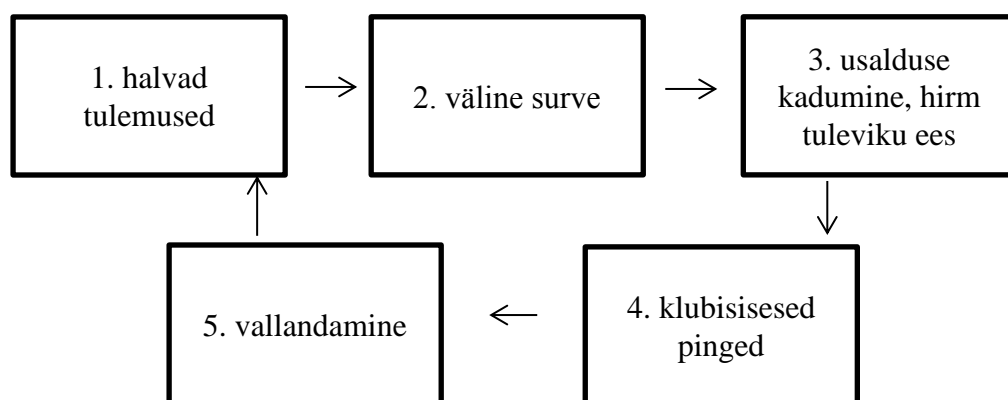 1. halvad
tulemused
2. väline surve
3. usalduse
kadumine, hirm
tuleviku ees
4. klubisisesed
pinged
5. vallandamine